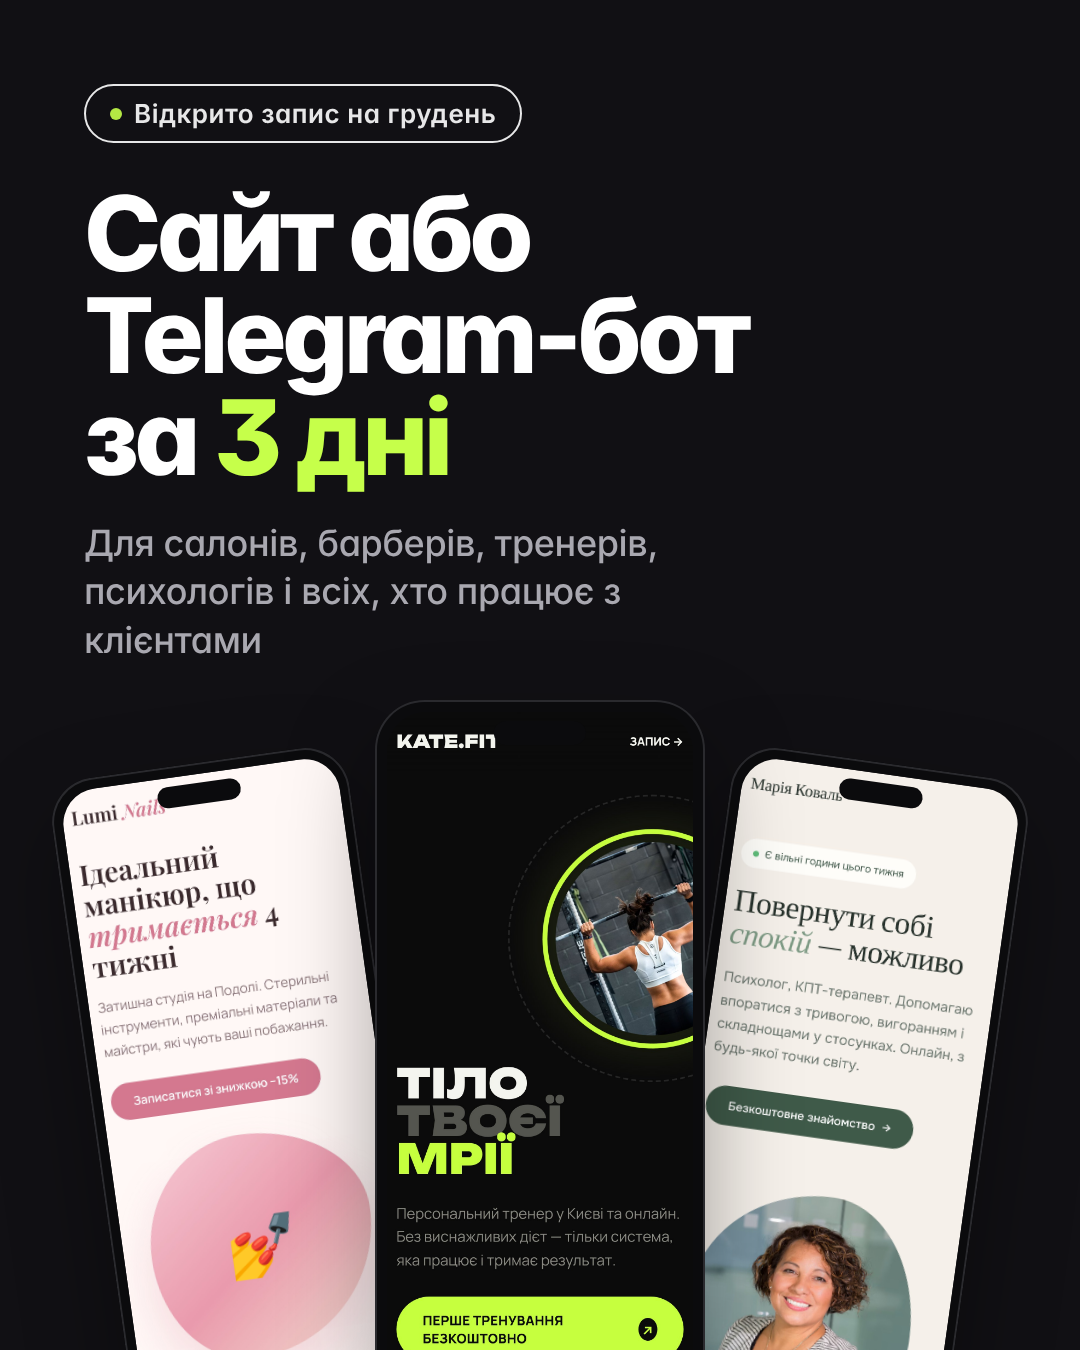 Відкрито запис на грудень
Сайт або
Telegram-бот
за 3 дні
Для салонів, барберів, тренерів,
психологів і всіх, хто працює з
клієнтами
Lumi Nails
Ідеальний
манікюр, що
тримається 4
тижні
Затишна студія на Подолі. Стерильні
інструменти, преміальні матеріали та
майстри, які чують ваші побажання.
Записатися зі знижкою −15%
KATE.FIT
ЗАПИС →
ТІЛО
ТВОЄЇ
МРІЇ
Персональний тренер у Києві та онлайн.
Без виснажливих дієт — тільки система,
яка працює і тримає результат.
ПЕРШЕ ТРЕНУВАННЯ
БЕЗКОШТОВНО
Марія Коваль
Є вільні години цього тижня
Повернути собі
спокій — можливо
Психолог, КПТ-терапевт. Допомагаю
впоратися з тривогою, вигоранням і
складнощами у стосунках. Онлайн, з
будь-якої точки світу.
Безкоштовне знайомство →